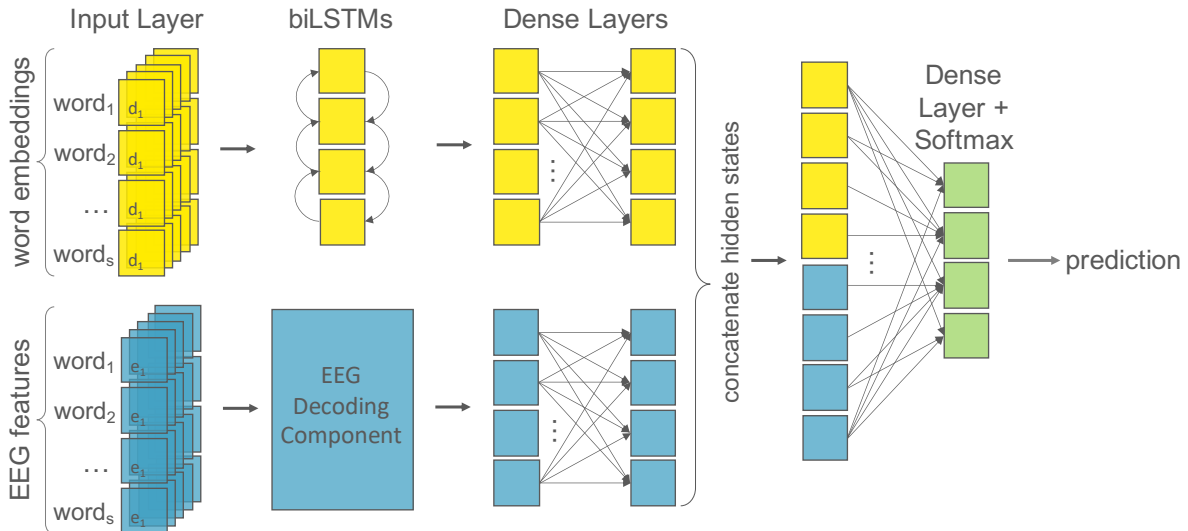 Input Layer
biLSTMs
Dense Layers
word embeddings
word1
d1
word2
d1
...
d1
words
d1
concatenate hidden states
Dense
Layer +
Softmax
...
...
prediction
EEG features
word1
e1
word2
e1
...
e1
words
e1
EEG
Decoding
Component
...